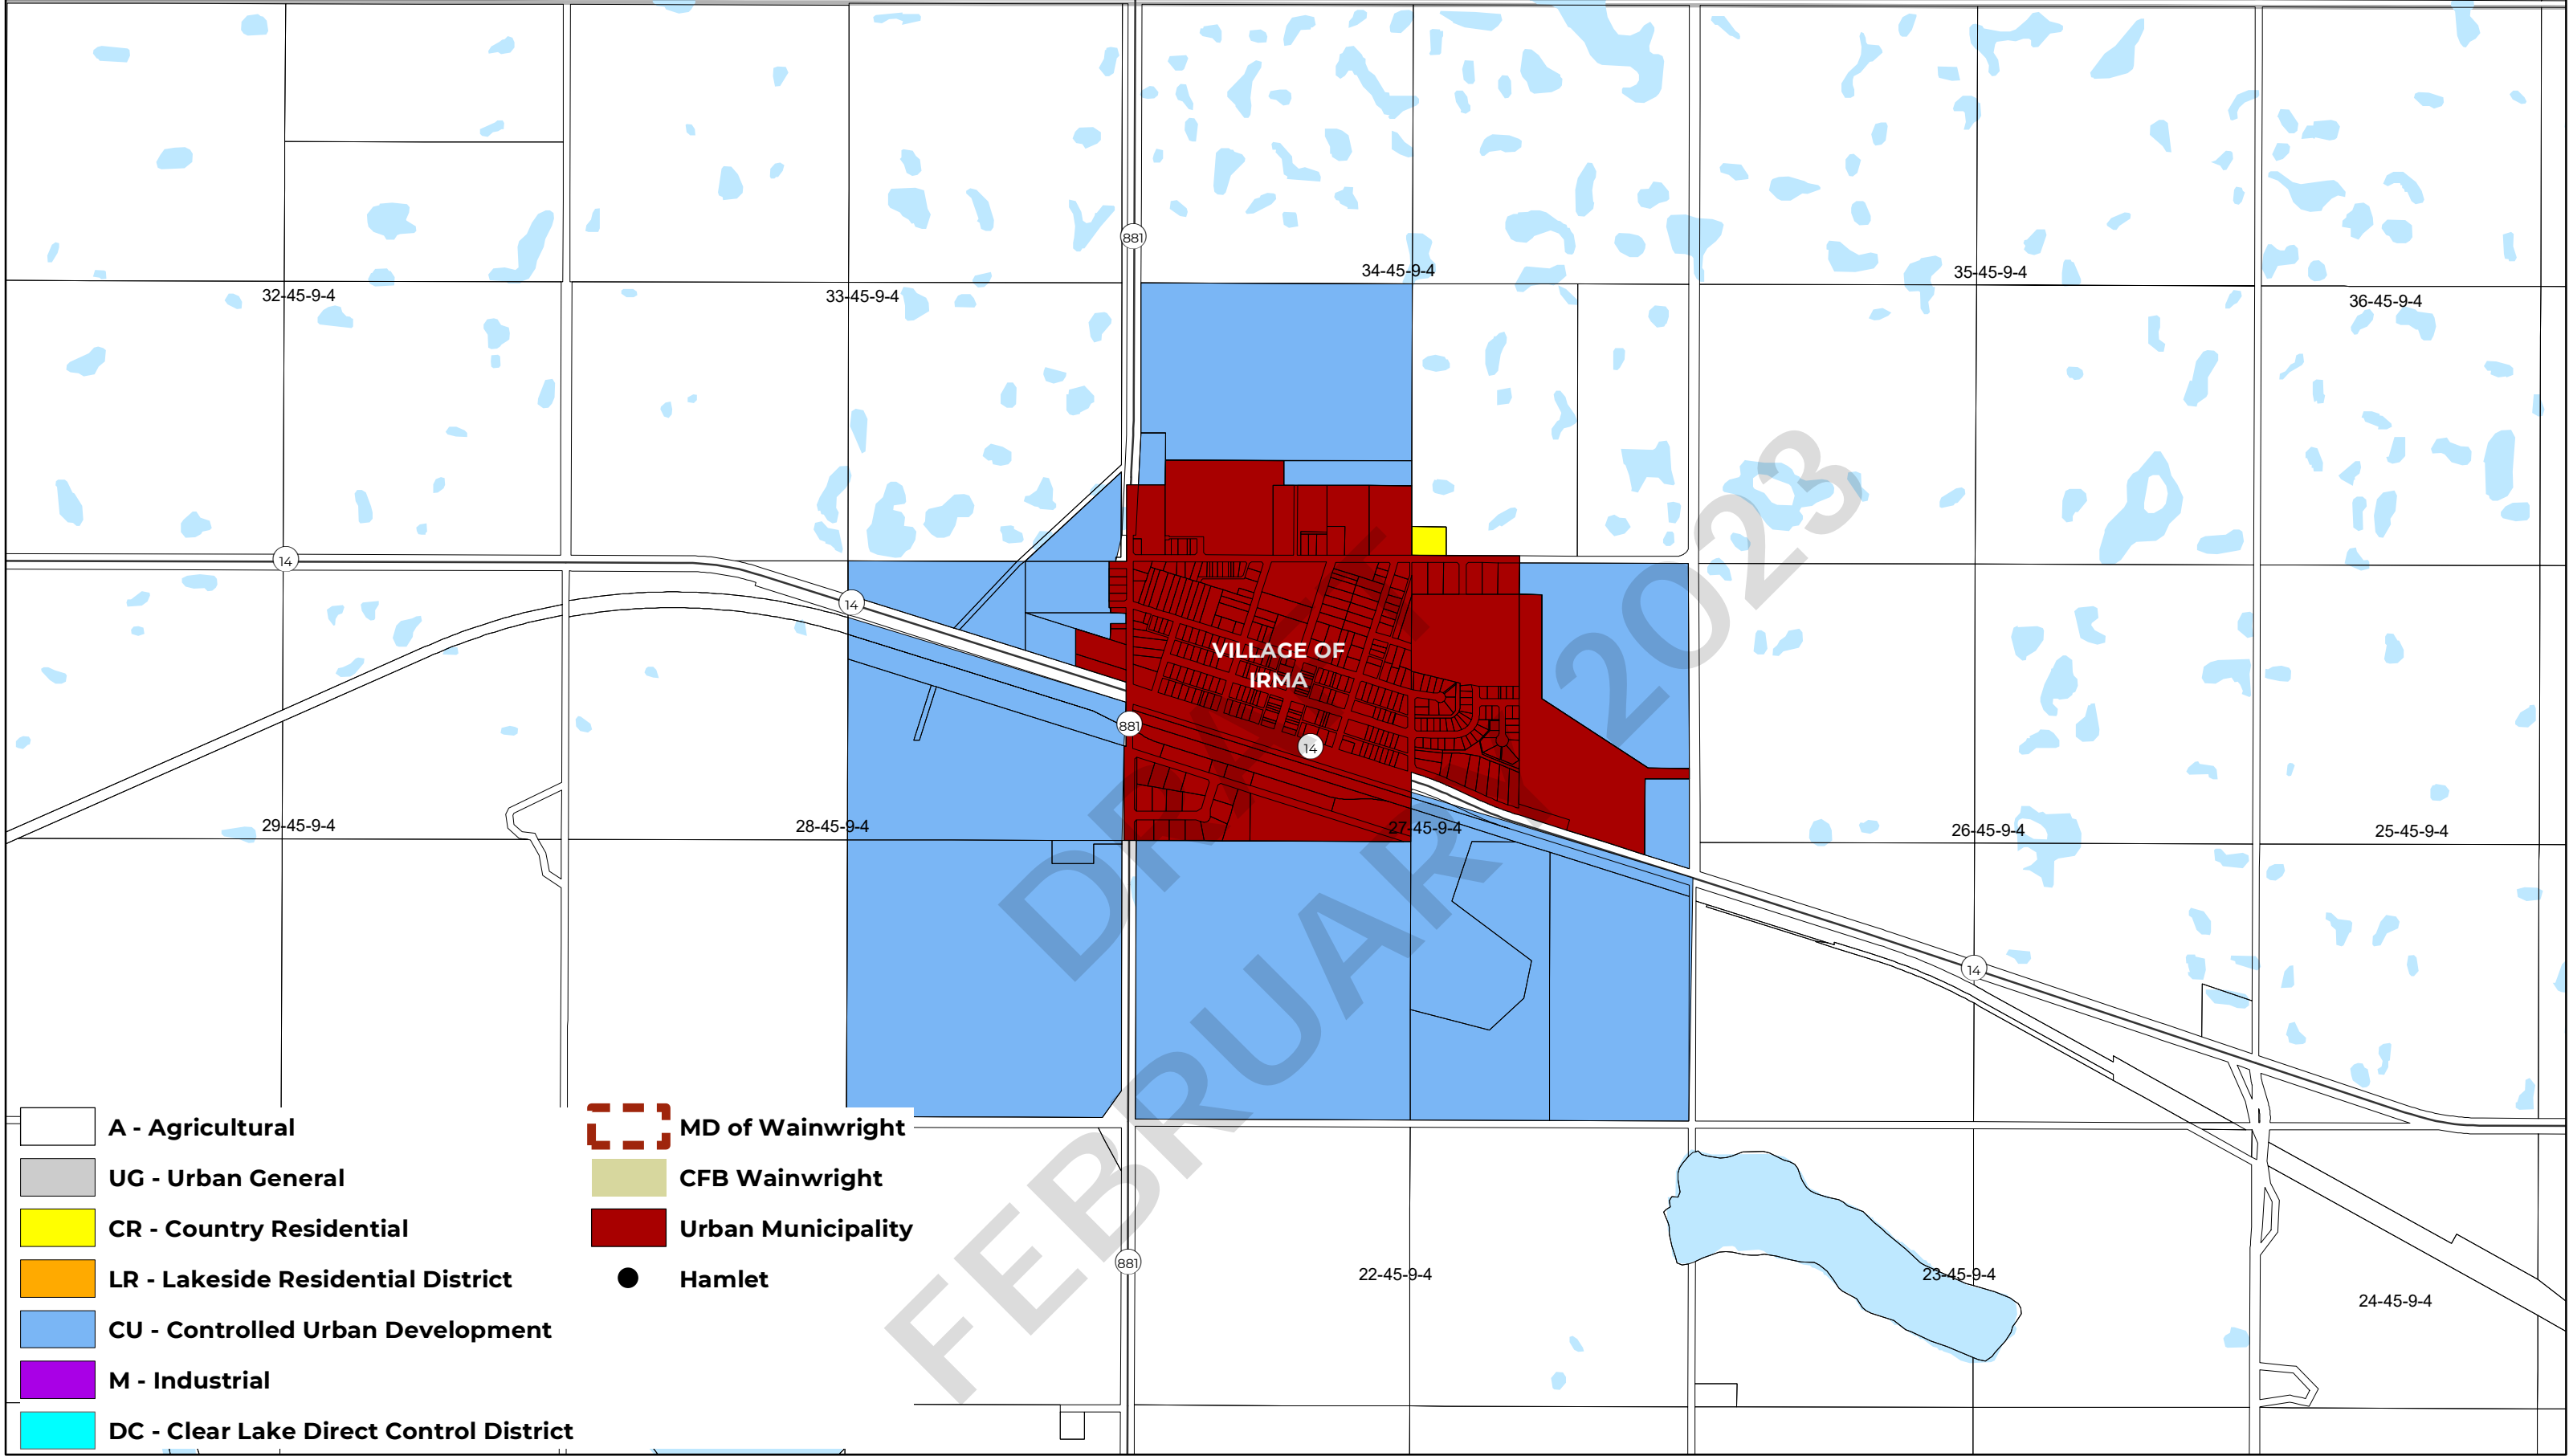 881
34-45-9-4
35-45-9-4
32-45-9-4
33-45-9-4
36-45-9-4
14
14
VILLAGE OF
IRMA
881
14
29-45-9-4
28-45-9-4
27-45-9-4
26-45-9-4
25-45-9-4
14
DRAFT
FEBRUARY 2023
881
22-45-9-4
23-45-9-4
24-45-9-4
A - Agricultural
UG - Urban General
CR - Country Residential
LR - Lakeside Residential District
CU - Controlled Urban Development
M - Industrial
DC - Clear Lake Direct Control District
MD of Wainwright
CFB Wainwright
Urban Municipality
Hamlet